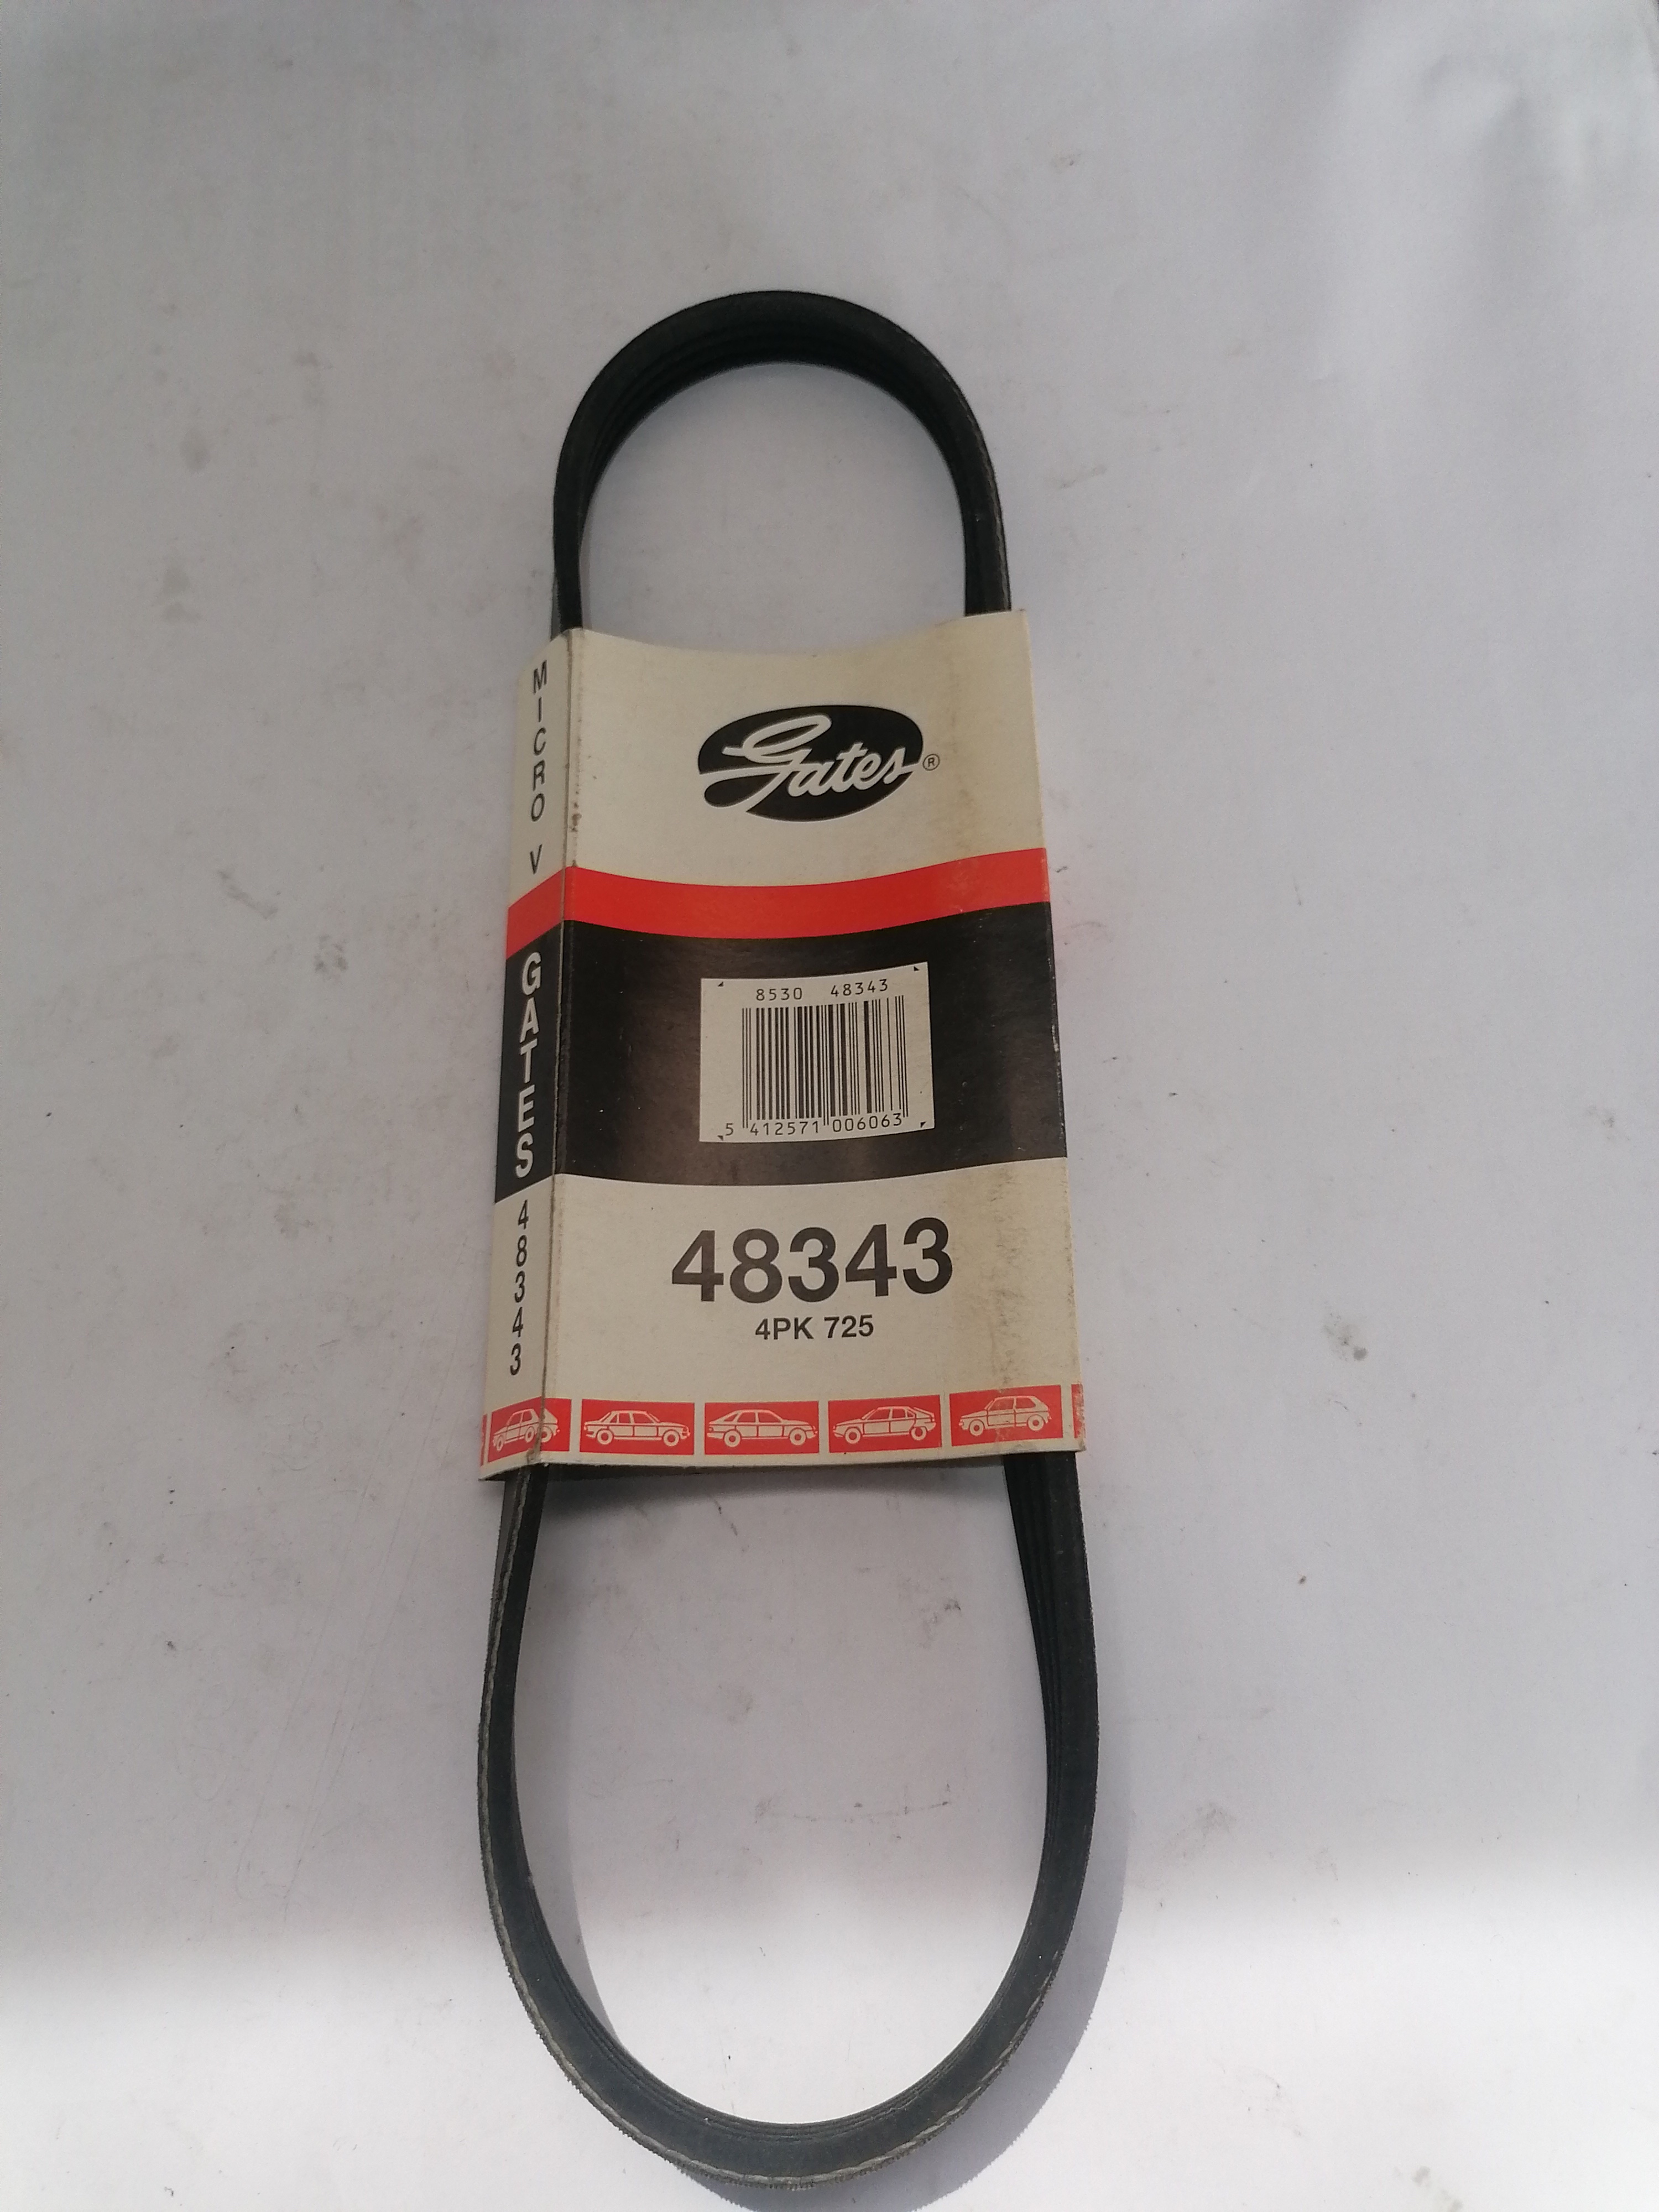 MICRO V
GATES
48343
Gates®
8530 48343
5 412571 006063
48343
4PK 725